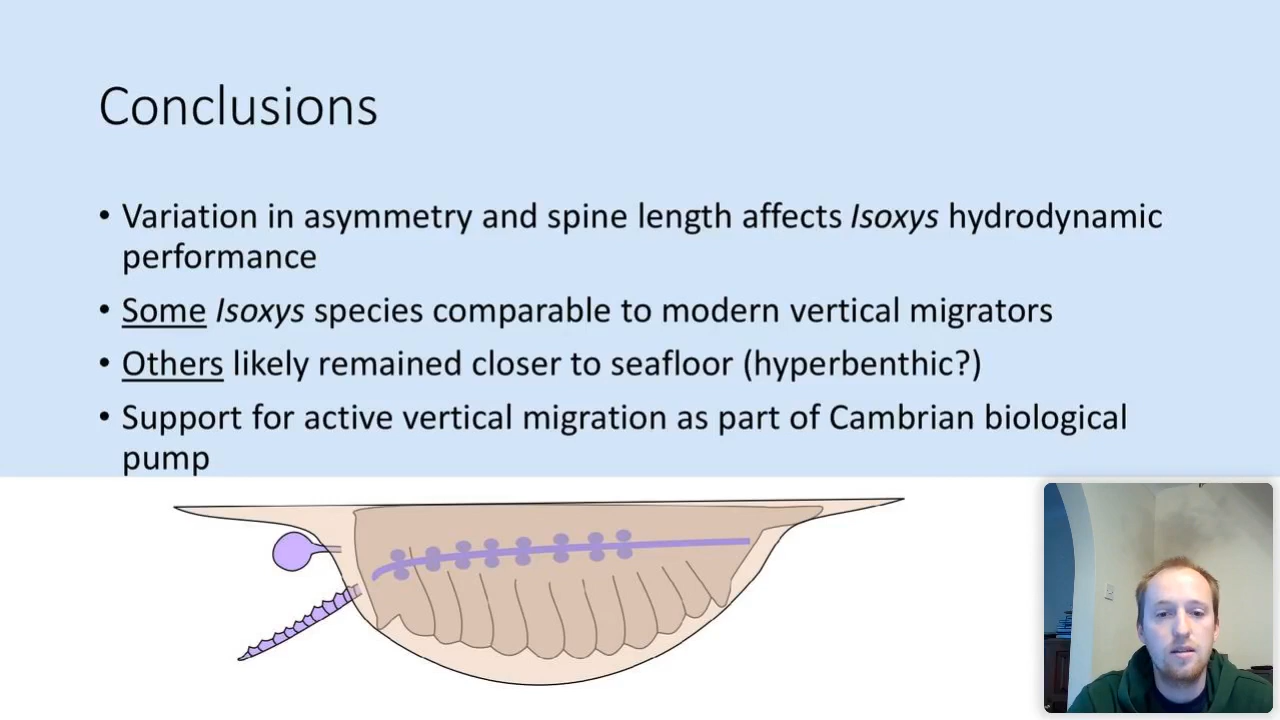 Conclusions
• Variation in asymmetry and spine length affects Isoxys hydrodynamic
performance
• Some Isoxys species comparable to modern vertical migrators
• Others likely remained closer to seafloor (hyperbenthic?)
• Support for active vertical migration as part of Cambrian biological
pump